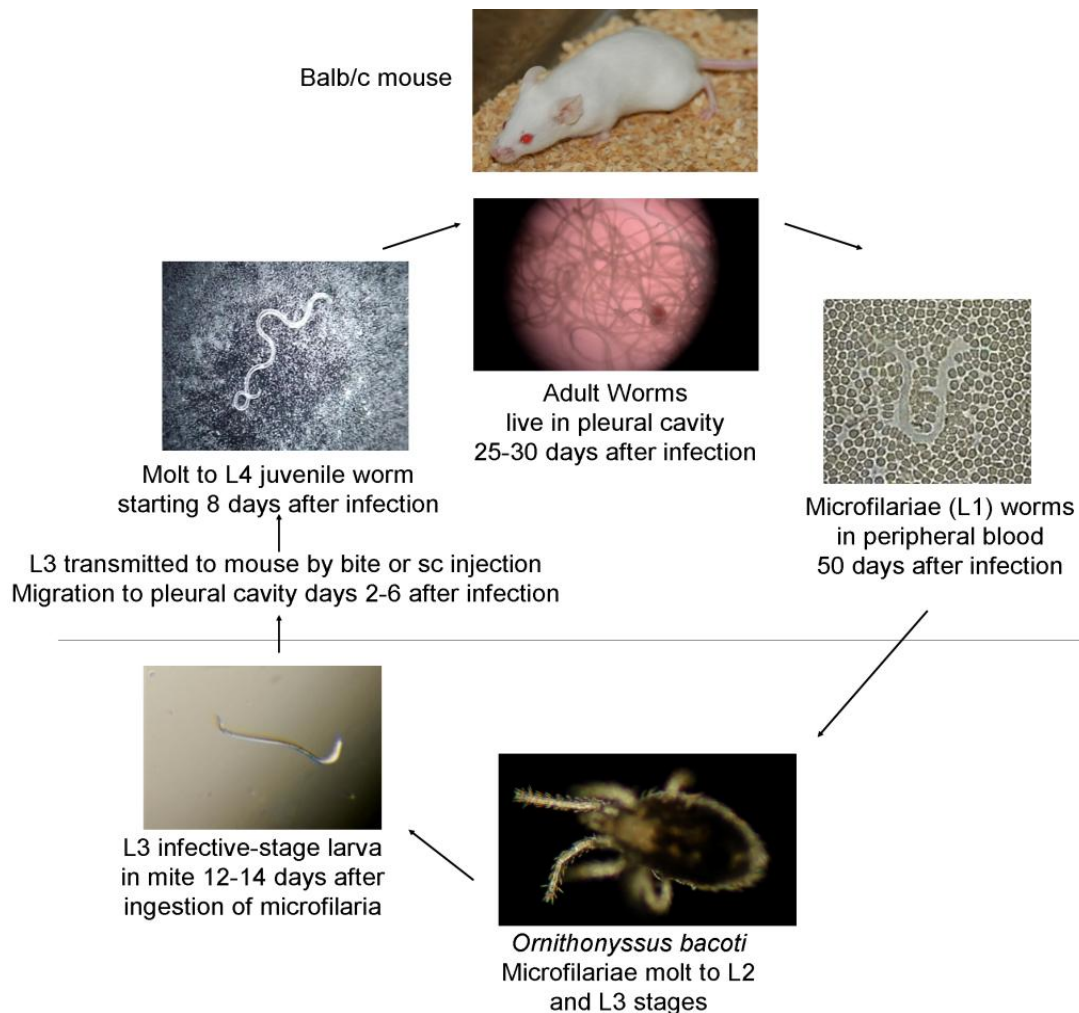 Balb/c mouse
Adult Worms
live in pleural cavity
25-30 days after infection
Microfilariae (L1) worms
in peripheral blood
50 days after infection
Ornithonyssus bacoti
Microfilariae molt to L2
and L3 stages
L3 infective-stage larva
in mite 12-14 days after
ingestion of microfilaria
L3 transmitted to mouse by bite or sc injection
Migration to pleural cavity days 2-6 after infection
Molt to L4 juvenile worm
starting 8 days after infection